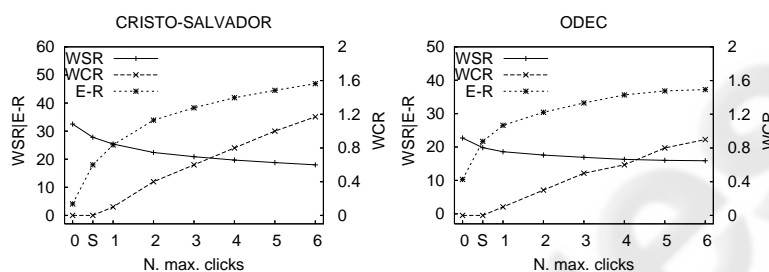 CRISTO-SALVADOR
WSR
WCR
E-R
60
50
40
30
20
10
0
WSR|E-R
2
1.6
1.2
0.8
0.4
0
WCR
0 S 1 2 3 4 5 6
N. max. clicks
ODEC
WSR
WCR
E-R
50
40
30
20
10
0
WSR|E-R
2
1.6
1.2
0.8
0.4
0
WCR
0 S 1 2 3 4 5 6
N. max. clicks